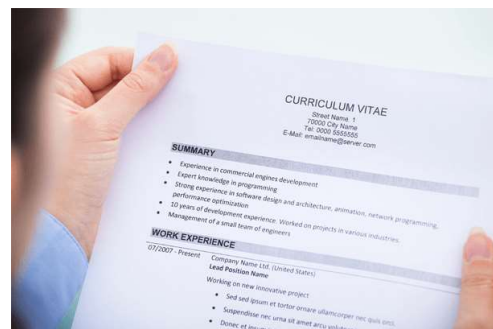 CURRICULUM VITAE
Street Name 1
70000 City Name
Tel. 0000 5555555
E-Mail: emailname@server.com
SUMMARY
• Experience in commercial engines development
• Expert knowledge in programming
• Strong experience in software design and architecture, animation, network programming,
performance optimization
• 10 years of development experience. Worked on projects in various industries.
• Management of a small team of engineers
WORK EXPERIENCE
07/2007 - Present Company Name Ltd. (United States)
Lead Position Name
Working on new innovative project
• Sed sed ipsum et tortor ornare ullamcorper nec quis eros.
• Suspendisse nec urna sit amet arcu
• Donec et